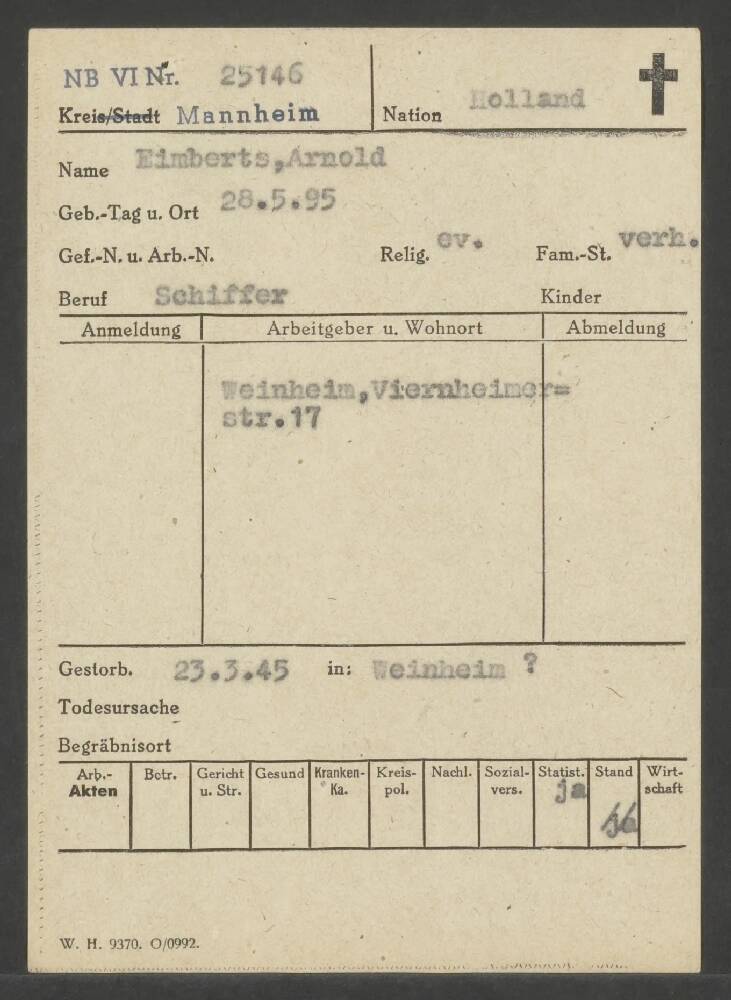 NB VI Nr. 25146
Kreis/Stadt Mannheim Nation Holland
Name Eimberts,Arnold
Geb.-Tag u. Ort 28.5.95
Gef.-N. u. Arb.-N. Relig. ev. Fam.-St. verh.
Beruf Schiffer Kinder
Anmeldung Arbeitgeber u. Wohnort Abmeldung
Weinheim,Viernheimer=
str.17
Gestorb. 23.3.45 in: Weinheim ?
Todesursache
Begräbnisort
Arb.- Betr. Gericht Gesund Kranken- Kreis- Nachl. Sozial- Statist. Stand Wirt-
Akten u. Str. Ka. pol. vers. ja schaft
W. H. 9370. O/0992.